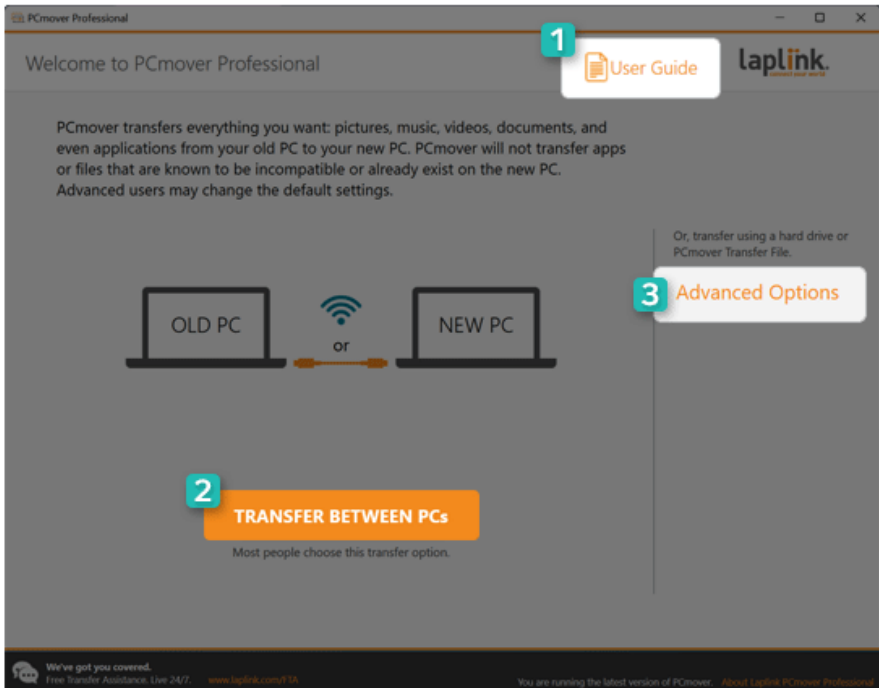 PCmover Professional
1
Welcome to PCmover Professional
User Guide
laplink.
connect your world
PCmover transfers everything you want: pictures, music, videos, documents, and
even applications from your old PC to your new PC. PCmover will not transfer apps
or files that are known to be incompatible or already exist on the new PC.
Advanced users may change the default settings.
Or, transfer using a hard drive or
PCmover Transfer File.
3
Advanced Options
OLD PC
or
NEW PC
2
TRANSFER BETWEEN PCs
Most people choose this transfer option.
We've got you covered.
Free Transfer Assistance. Live 24/7. www.laplink.com/FTA
You are running the latest version of PCmover. About Laplink PCmover Professional